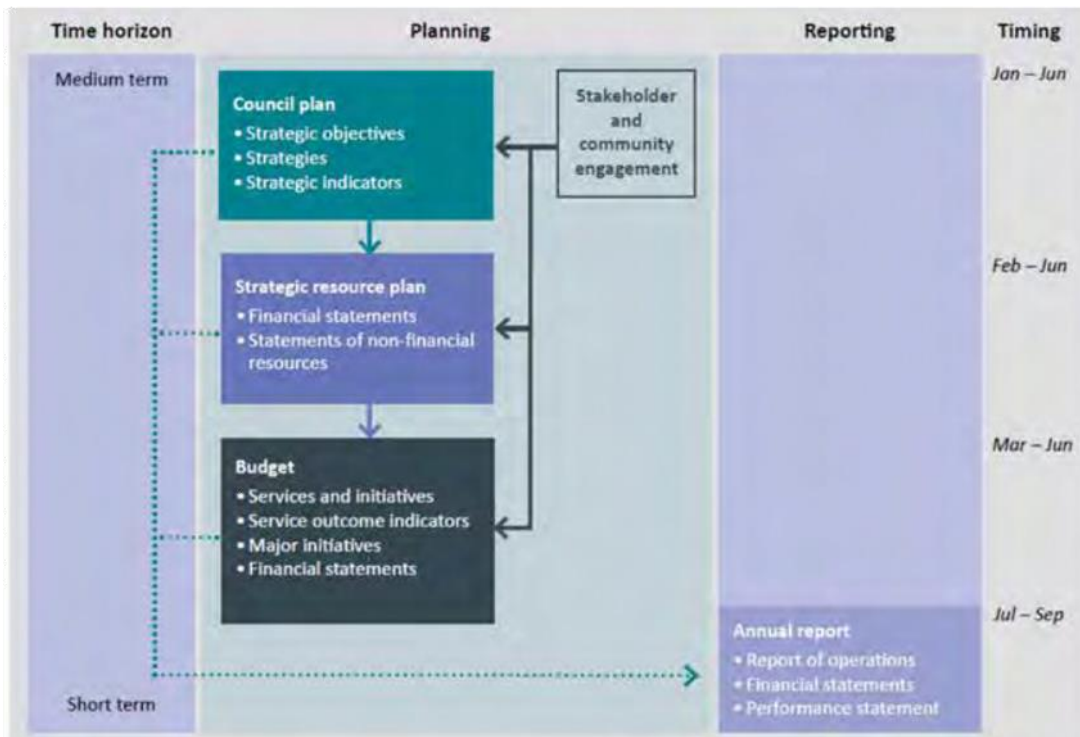 Time horizon
Planning
Reporting
Timing
Medium term
Jan – Jun
Council plan
• Strategic objectives
• Strategies
• Strategic indicators
Stakeholder
and
community
engagement
Feb – Jun
Strategic resource plan
• Financial statements
• Statements of non-financial
resources
Mar – Jun
Budget
• Services and initiatives
• Service outcome indicators
• Major initiatives
• Financial statements
Jul – Sep
Annual report
• Report of operations
• Financial statements
• Performance statement
Short term